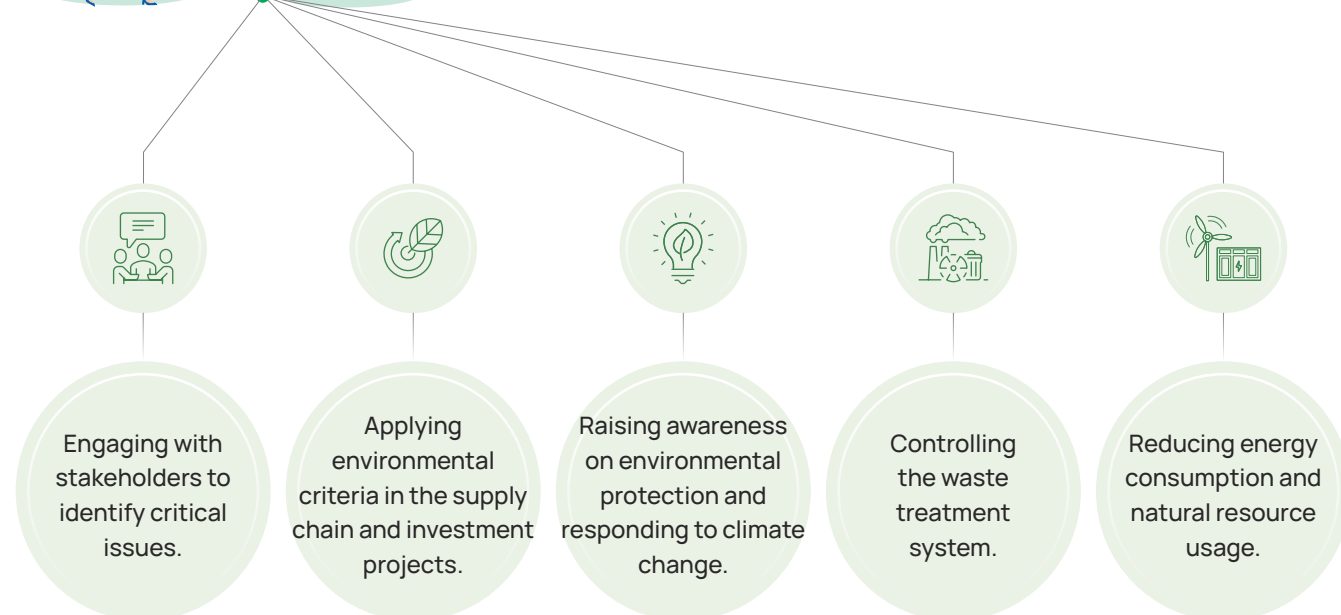 Engaging with
stakeholders to
identify critical
issues.
Applying
environmental
criteria in the supply
chain and investment
projects.
Raising awareness
on environmental
protection and
responding to climate
change.
Controlling
the waste
treatment
system.
Reducing energy
consumption and
natural resource
usage.